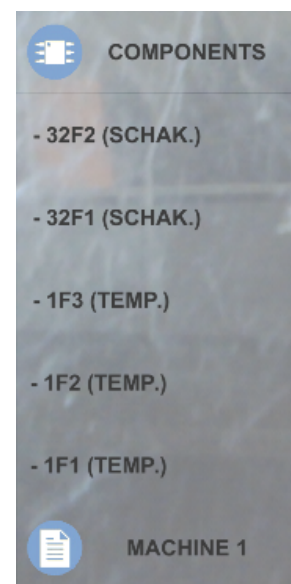 COMPONENTS
- 32F2 (SCHAK.)
- 32F1 (SCHAK.)
- 1F3 (TEMP.)
- 1F2 (TEMP.)
- 1F1 (TEMP.)
MACHINE 1